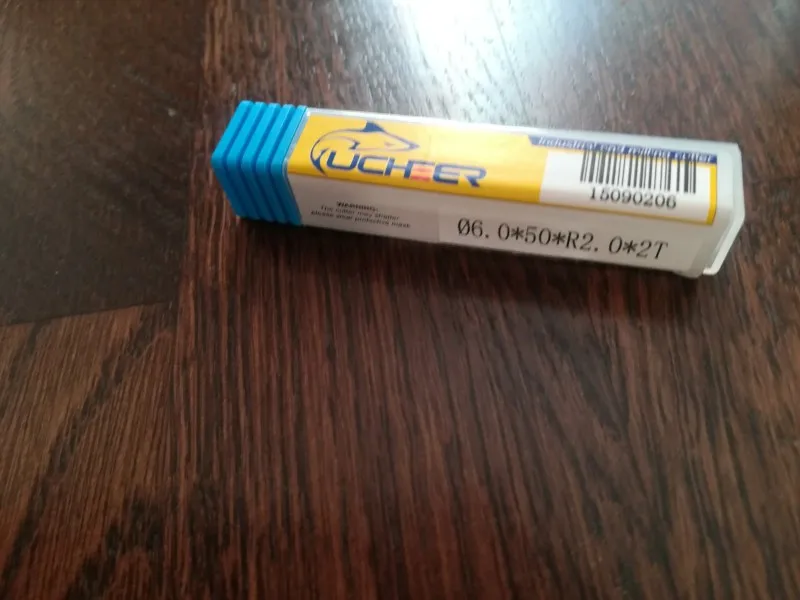 UCHEER
Industrial end milling cutter
15090206
WARNING:
The cutter may shatter
please wear protective mask
Ø6.0*50*R2.0*2T